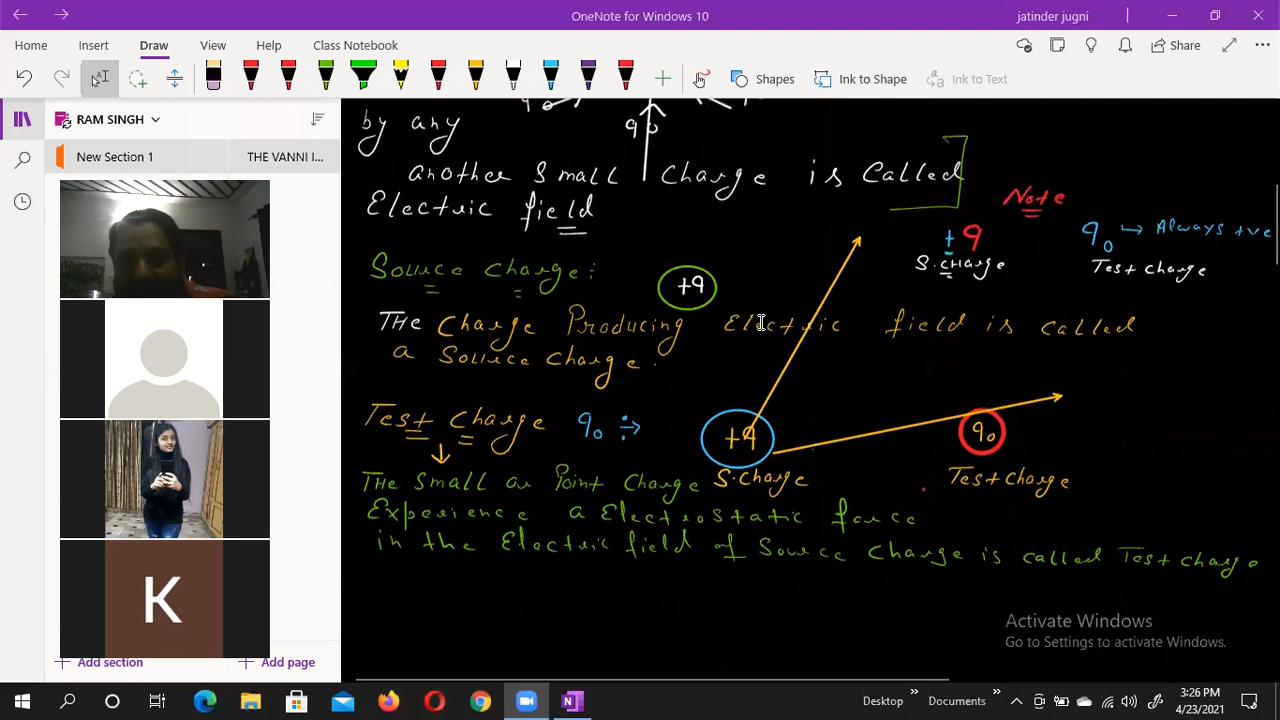 OneNote for Windows 10
jatinder jugni
Home
Insert
Draw
View
Help
Class Notebook
Share
Shapes
Ink to Shape
Ink to Text
RAM SINGH
New Section 1
THE VANNI I...
K
Add section
Add page
by any
q0
another Small Charge is Called
Electric field
Note
+q
S.charge
q0 → Always +ve
Test charge
Source charge:
+q
THe Charge Producing Electric field is called
a Source charge.
Test Charge q0 ÷
+q
S.charge
q0
Test charge
THe Small or Point Charge
Experience a Electrostatic force
in the Electric field of Source charge is called Test charge
Activate Windows
Go to Settings to activate Windows.
Desktop
Documents
3:26 PM
4/23/2021